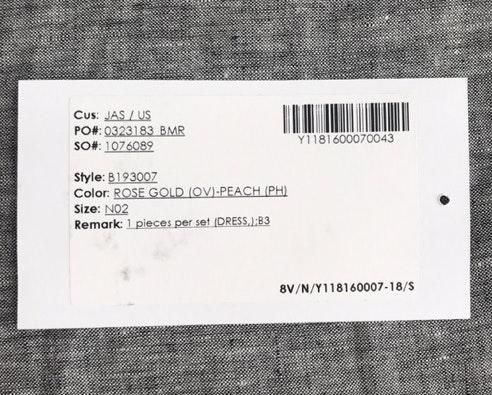 Cus: JAS / US
PO#: 0323183 BMR
SO#: 1076089
Y1181600070043
Style: B193007
Color: ROSE GOLD (OV)-PEACH (PH)
Size: N02
Remark: 1 pieces per set (DRESS,);B3
8V/N/Y118160007-18/S